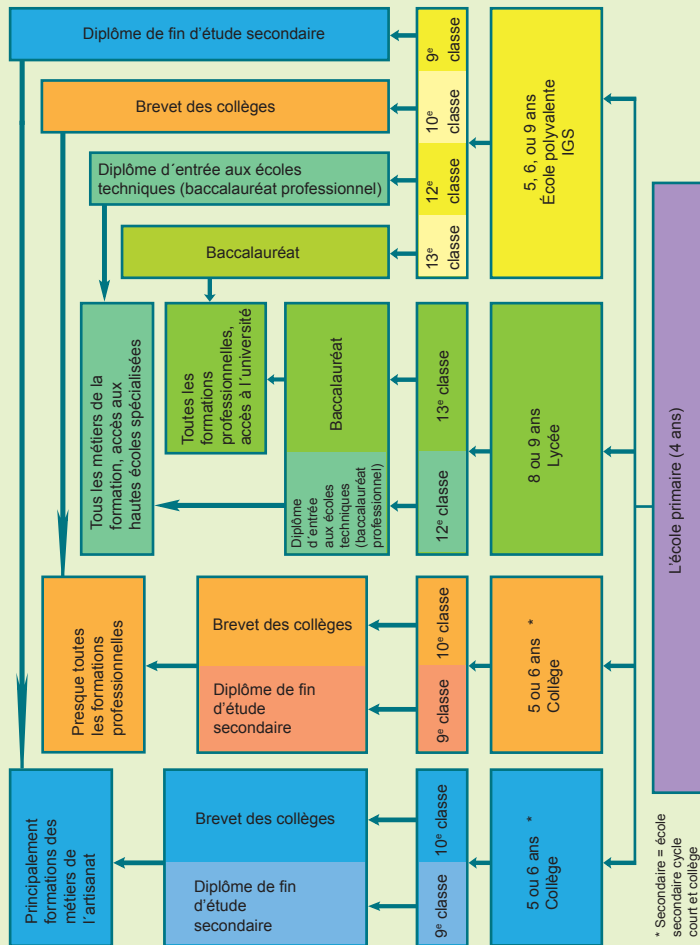 Diplôme de fin d'étude secondaire
Brevet des collèges
Diplôme d´entrée aux écoles
techniques (baccalauréat professionnel)
Baccalauréat
9e
classe
10e
classe
12e
classe
13e
classe
5, 6, ou 9 ans
École polyvalente
IGS
Tous les métiers de la
formation, accès aux
hautes écoles spécialisées
Toutes les
formations
professionnelles,
accès à l´université
Baccalauréat
Diplôme
d´entrée
aux écoles
techniques
(baccalauréat
professionnel)
13e classe
12e classe
8 ou 9 ans
Lycée
L'école primaire (4 ans)
Presque toutes
les formations
professionnelles
Brevet des collèges
Diplôme de fin
d'étude
secondaire
10e classe
9e classe
5 ou 6 ans *
Collège
Principalement
formations des
métiers de
l´artisanat
Brevet des collèges
Diplôme de fin
d'étude
secondaire
10e classe
9e classe
5 ou 6 ans *
Collège
* Secondaire = école
secondaire cycle
court et collège